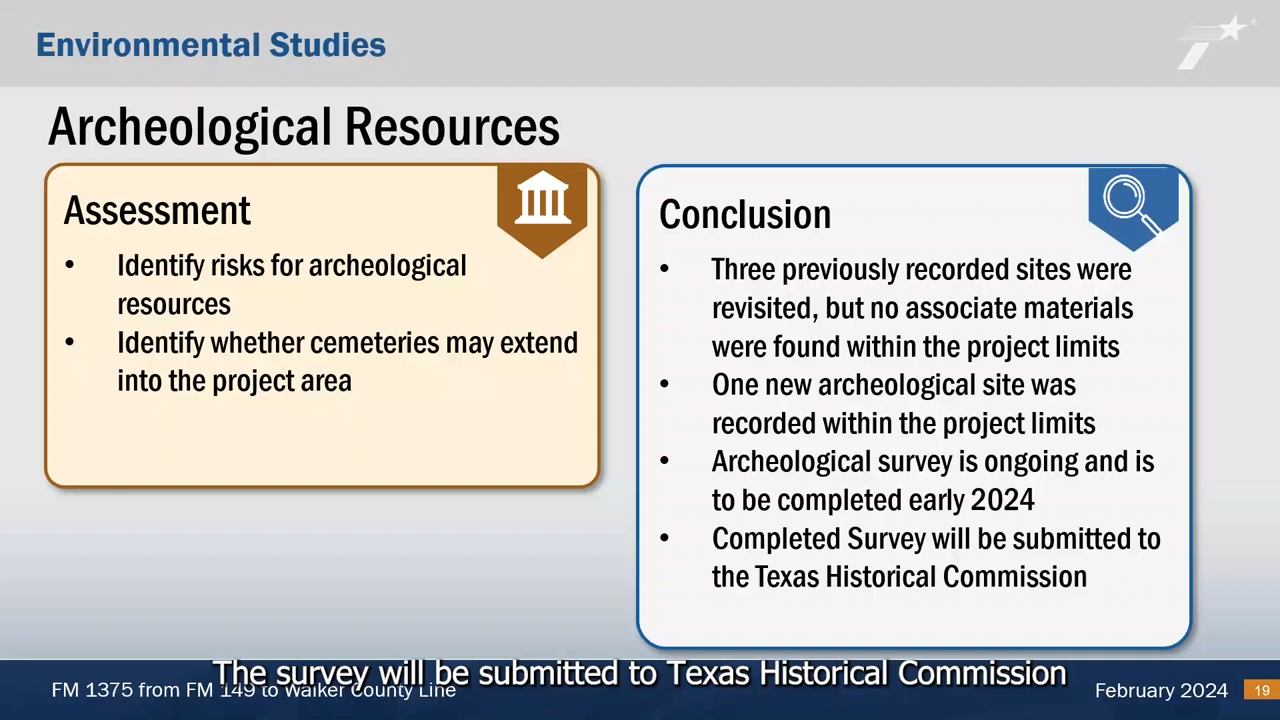 Environmental Studies
Archeological Resources
Assessment
• Identify risks for archeological
resources
• Identify whether cemeteries may extend
into the project area
Conclusion
• Three previously recorded sites were
revisited, but no associate materials
were found within the project limits
• One new archeological site was
recorded within the project limits
• Archeological survey is ongoing and is
to be completed early 2024
• Completed Survey will be submitted to
the Texas Historical Commission
The survey will be submitted to Texas Historical Commission
FM 1375 from FM 149 to Walker County Line
February 2024
19